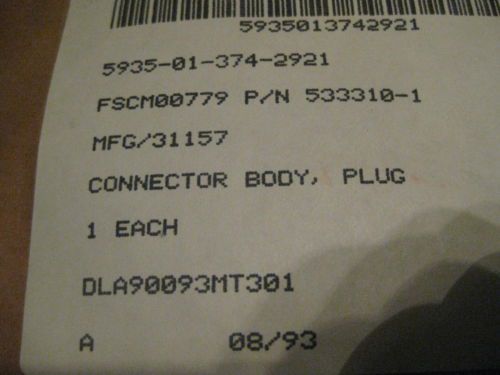 5935013742921
5935-01-374-2921
FSCM00779 P/N 533310-1
MFG/31157
CONNECTOR BODY, PLUG
1 EACH
DLA90093MT301
A 08/93